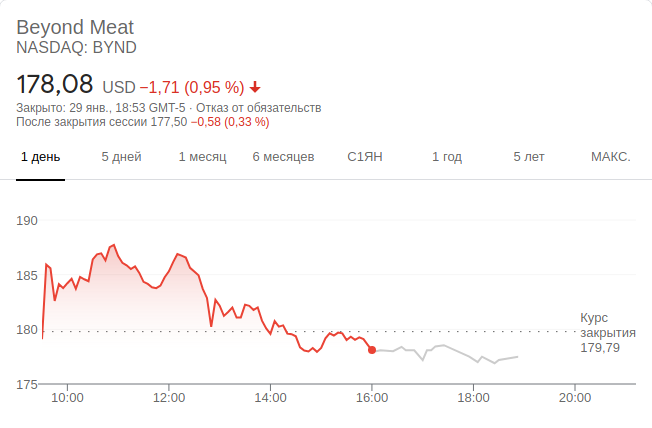 Beyond Meat
NASDAQ: BYND
178,08 USD −1,71 (0,95 %)
Закрыто: 29 янв., 18:53 GMT-5 · Отказ от обязательств
После закрытия сессии 177,50 −0,58 (0,33 %)
1 день 5 дней 1 месяц 6 месяцев С1ЯН 1 год 5 лет МАКС.
190
185
180
175
Курс
закрытия
179,79
10:00 12:00 14:00 16:00 18:00 20:00